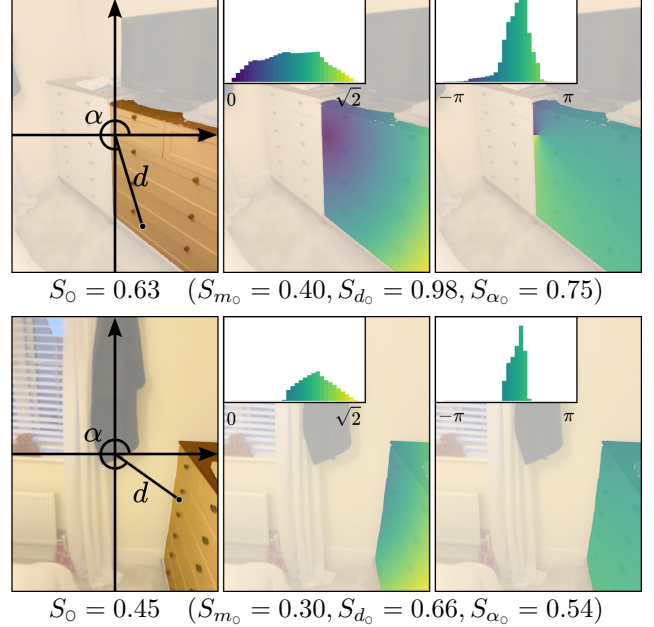 α
d
0
√2
−π
π
S○ = 0.63 (Sm○ = 0.40, Sd○ = 0.98, Sα○ = 0.75)
α
d
0
√2
−π
π
S○ = 0.45 (Sm○ = 0.30, Sd○ = 0.66, Sα○ = 0.54)